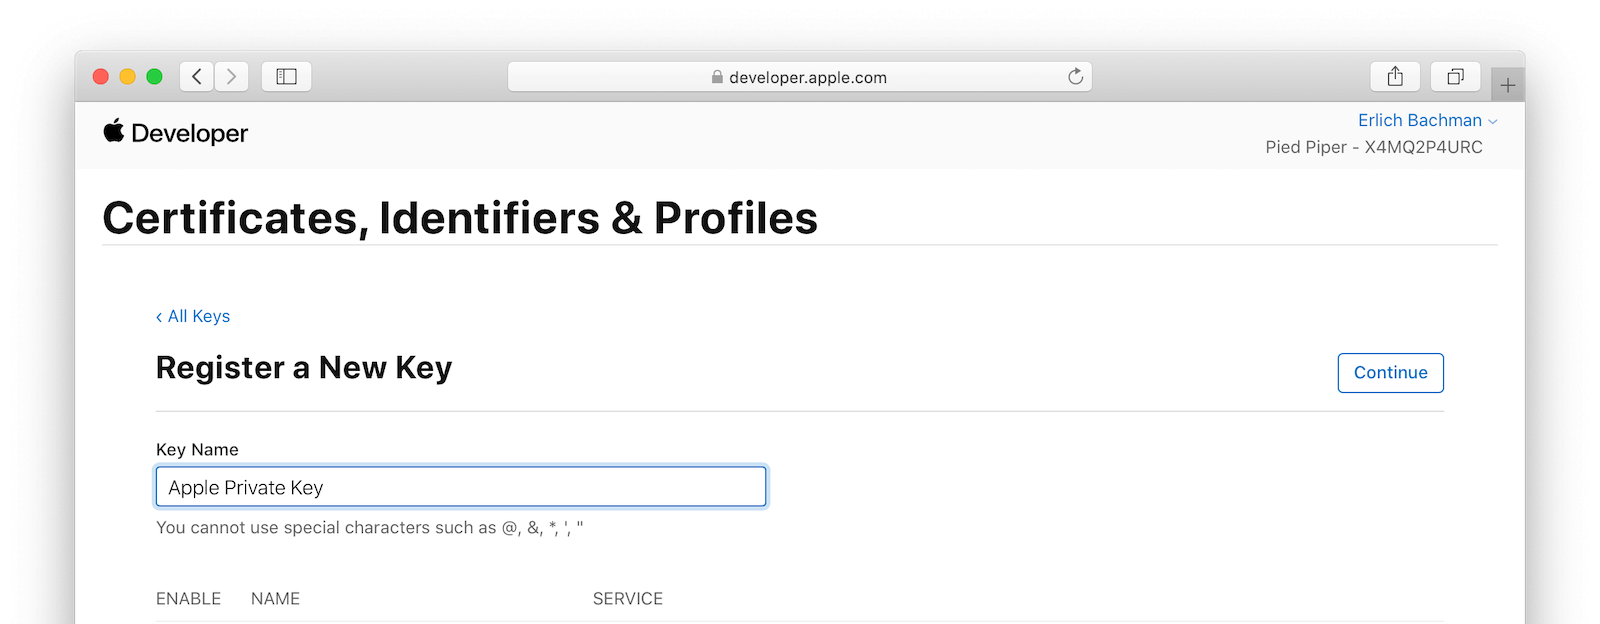 developer.apple.com
Developer
Erlich Bachman
Pied Piper - X4MQ2P4URC
Certificates, Identifiers & Profiles
‹ All Keys
Register a New Key
Continue
Key Name
Apple Private Key
You cannot use special characters such as @, &, *, ', "
ENABLE NAME SERVICE